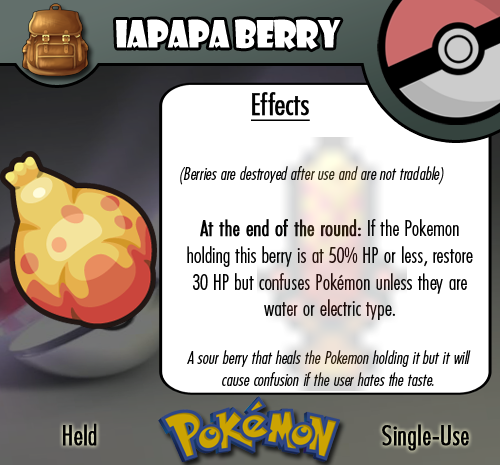 IAPAPA BERRY
Effects
(Berries are destroyed after use and are not tradable)
At the end of the round: If the Pokemon
holding this berry is at 50% HP or less, restore
30 HP but confuses Pokémon unless they are
water or electric type.
A sour berry that heals the Pokemon holding it but it will
cause confusion if the user hates the taste.
Held
POKéMON
Single-Use